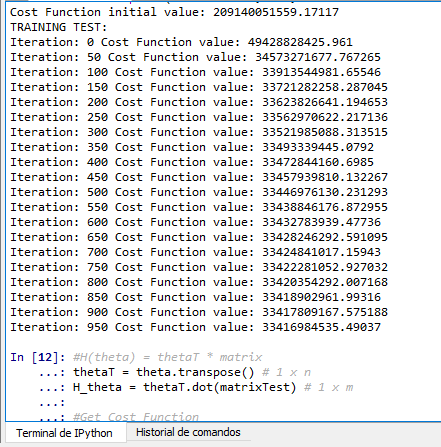 Cost Function initial value: 209140051559.17117
TRAINING TEST:
Iteration: 0 Cost Function value: 49428828425.961
Iteration: 50 Cost Function value: 34573271677.767265
Iteration: 100 Cost Function value: 33913544981.65546
Iteration: 150 Cost Function value: 33721282258.287045
Iteration: 200 Cost Function value: 33623826641.194653
Iteration: 250 Cost Function value: 33562970622.217136
Iteration: 300 Cost Function value: 33521985088.313515
Iteration: 350 Cost Function value: 33493339445.0792
Iteration: 400 Cost Function value: 33472844160.6985
Iteration: 450 Cost Function value: 33457939810.132267
Iteration: 500 Cost Function value: 33446976130.231293
Iteration: 550 Cost Function value: 33438846176.872955
Iteration: 600 Cost Function value: 33432783939.47736
Iteration: 650 Cost Function value: 33428246292.591095
Iteration: 700 Cost Function value: 33424841017.15943
Iteration: 750 Cost Function value: 33422281052.927032
Iteration: 800 Cost Function value: 33420354292.007168
Iteration: 850 Cost Function value: 33418902961.99316
Iteration: 900 Cost Function value: 33417809167.575188
Iteration: 950 Cost Function value: 33416984535.49037
In [12]: #H(theta) = thetaT * matrix
...: thetaT = theta.transpose() # 1 x n
...: H_theta = thetaT.dot(matrixTest) # 1 x m
...:
...: #Get Cost Function
Terminal de IPython Historial de comandos